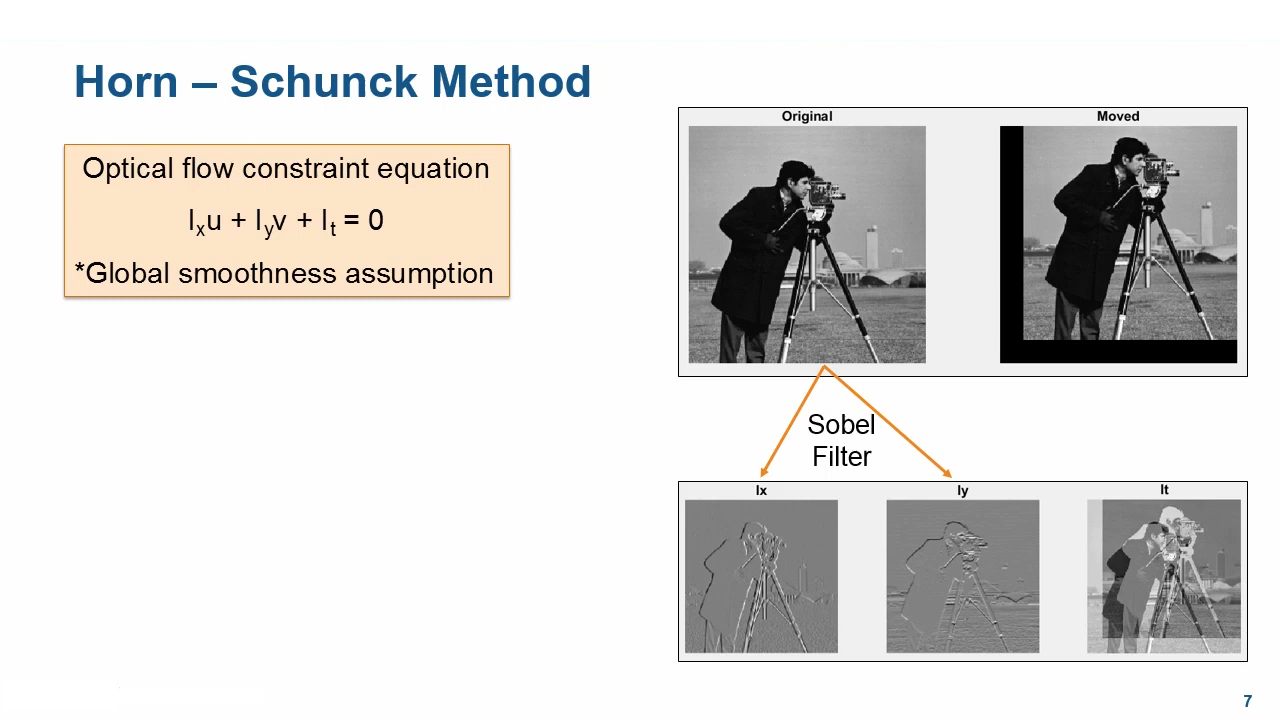 Horn – Schunck Method
Optical flow constraint equation
Iₓu + Iᵧv + Iₜ = 0
*Global smoothness assumption
Original
Moved
Sobel
Filter
Ix
Iy
It
7